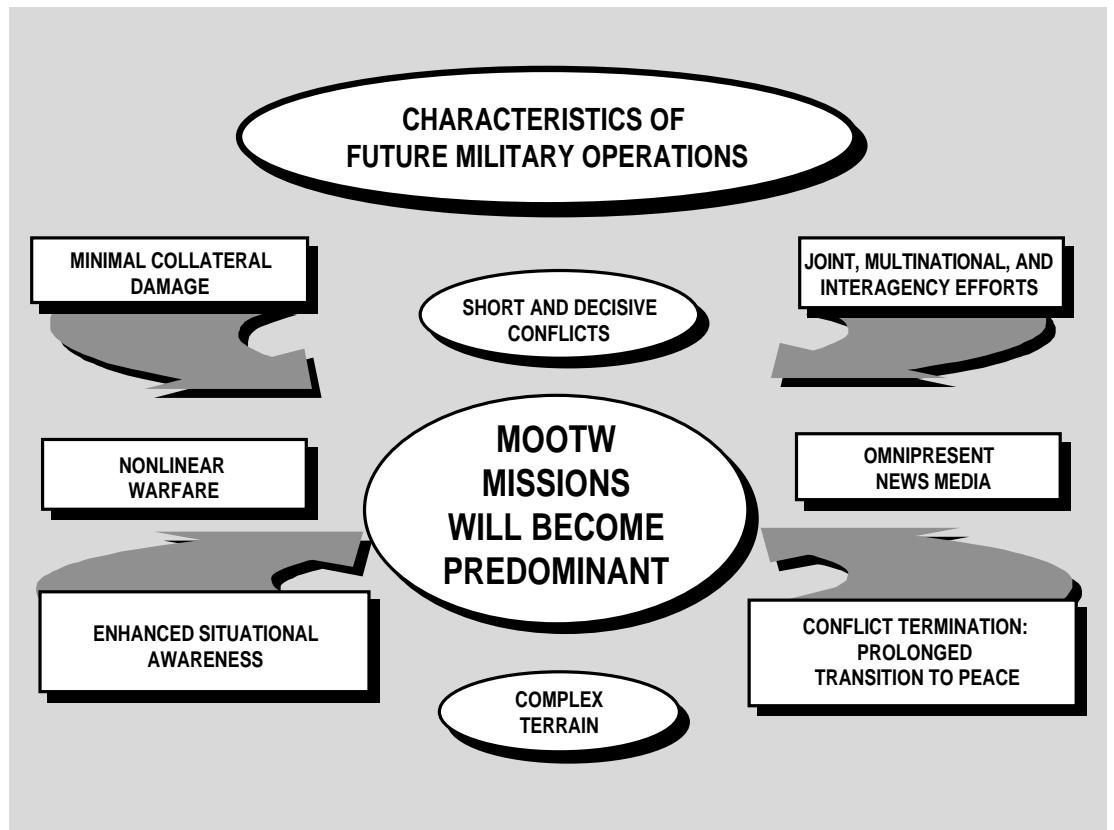 CHARACTERISTICS OF
FUTURE MILITARY OPERATIONS
MINIMAL COLLATERAL
DAMAGE
SHORT AND DECISIVE
CONFLICTS
JOINT, MULTINATIONAL, AND
INTERAGENCY EFFORTS
NONLINEAR
WARFARE
MOOTW
MISSIONS
WILL BECOME
PREDOMINANT
OMNIPRESENT
NEWS MEDIA
ENHANCED SITUATIONAL
AWARENESS
COMPLEX
TERRAIN
CONFLICT TERMINATION:
PROLONGED
TRANSITION TO PEACE